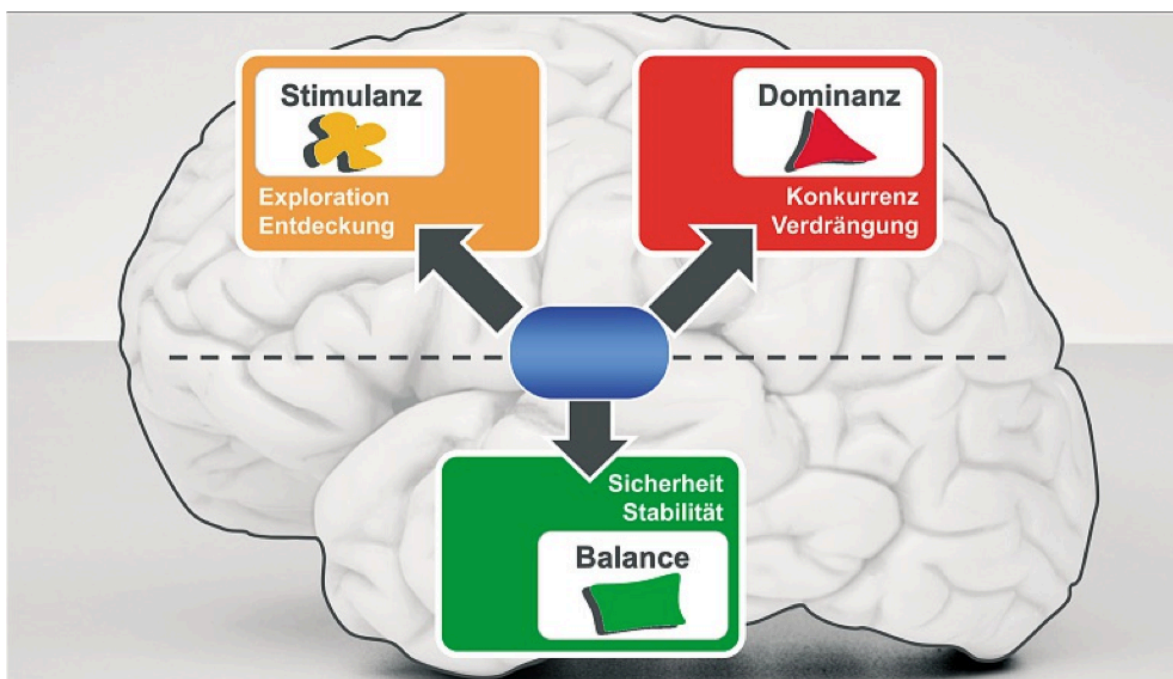 Stimulanz
Exploration
Entdeckung
Dominanz
Konkurrenz
Verdrängung
Sicherheit
Stabilität
Balance